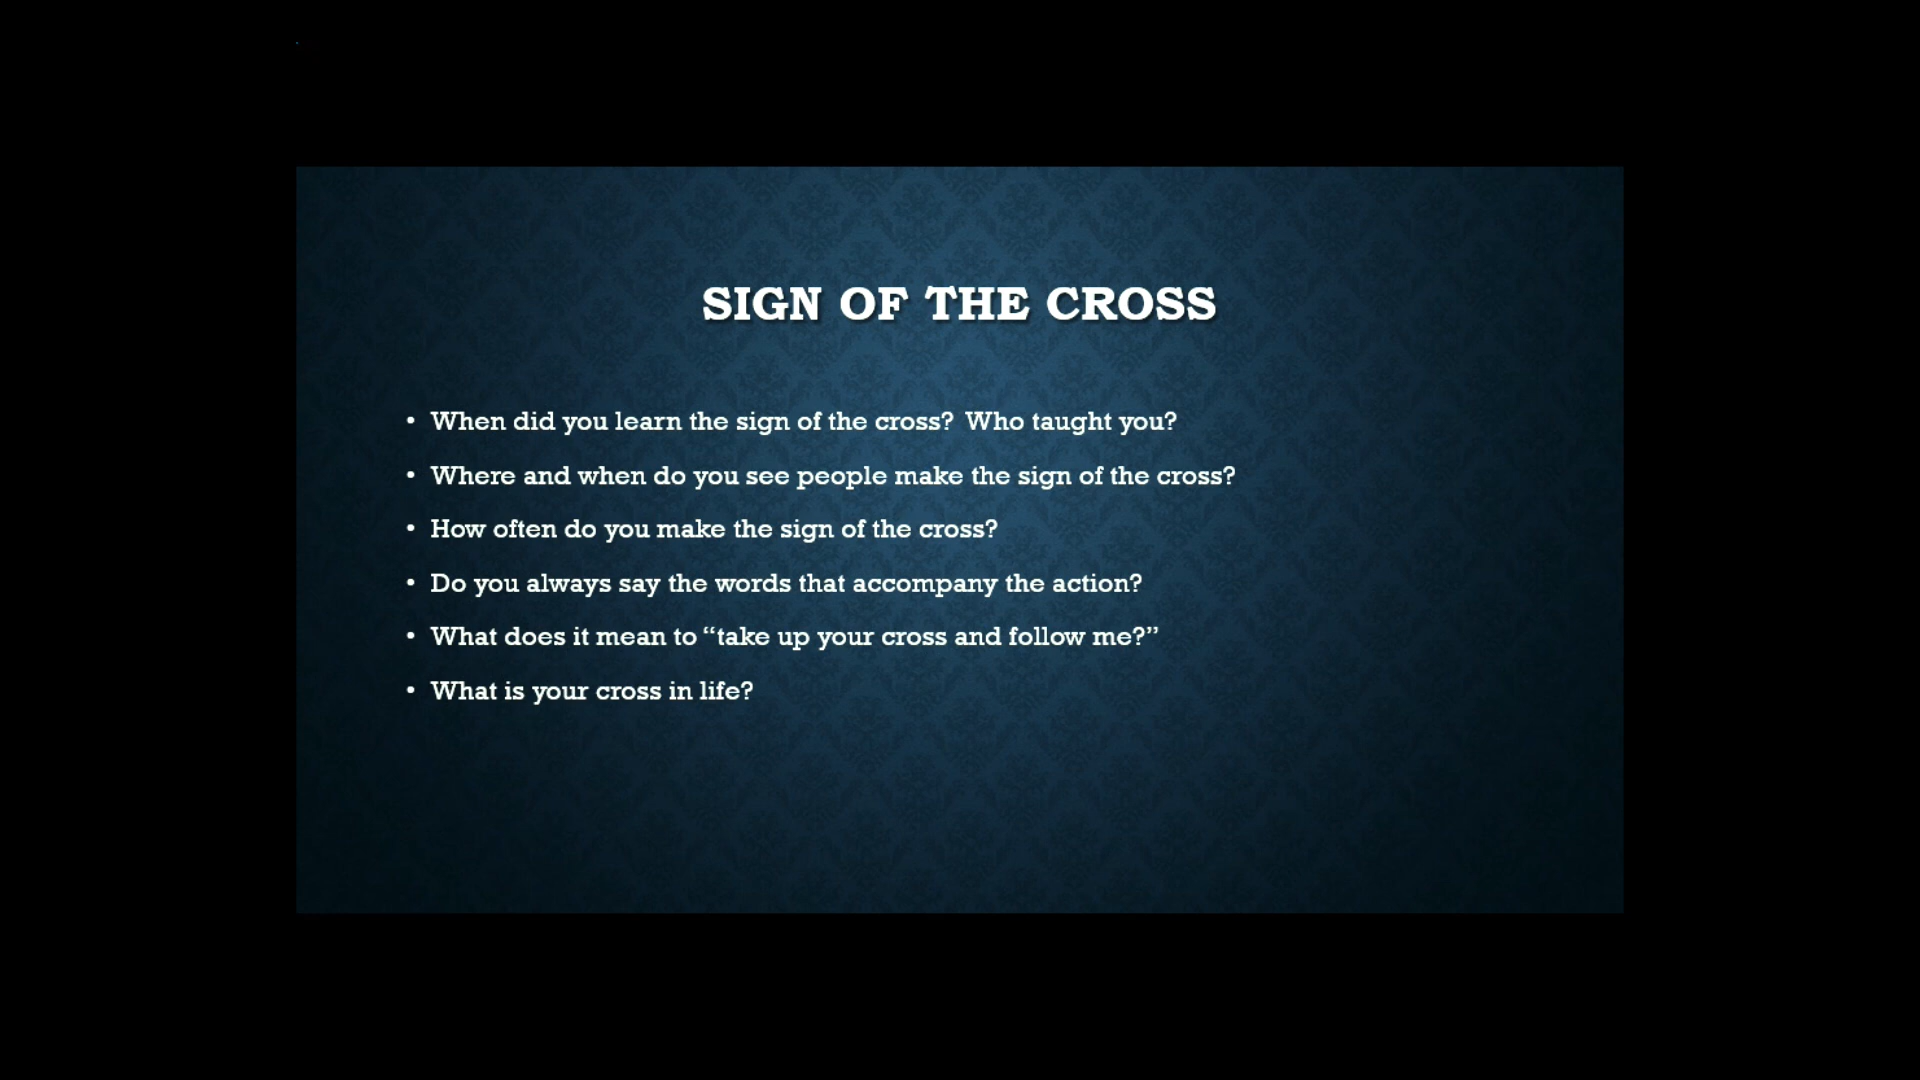 SIGN OF THE CROSS
• When did you learn the sign of the cross?  Who taught you?
• Where and when do you see people make the sign of the cross?
• How often do you make the sign of the cross?
• Do you always say the words that accompany the action?
• What does it mean to “take up your cross and follow me?”
• What is your cross in life?